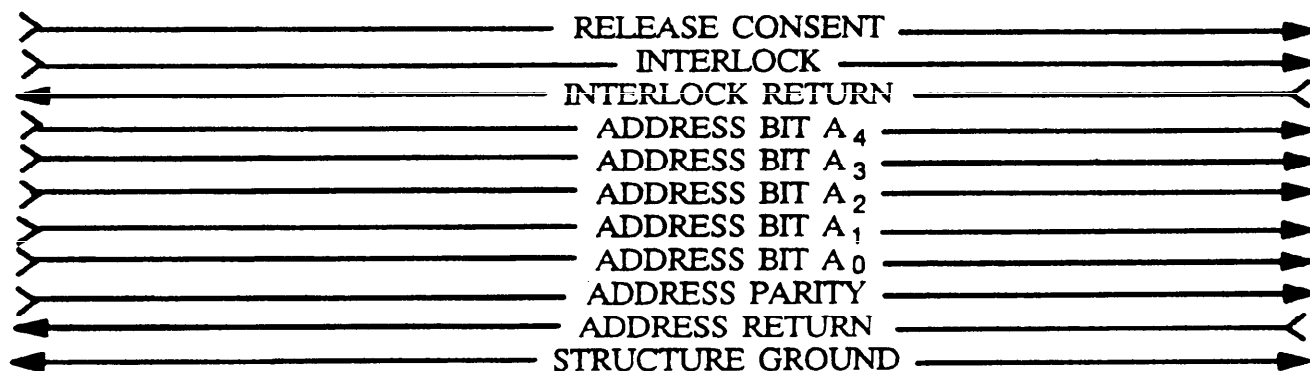 RELEASE CONSENT
INTERLOCK
INTERLOCK RETURN
ADDRESS BIT A4
ADDRESS BIT A3
ADDRESS BIT A2
ADDRESS BIT A1
ADDRESS BIT A0
ADDRESS PARITY
ADDRESS RETURN
STRUCTURE GROUND